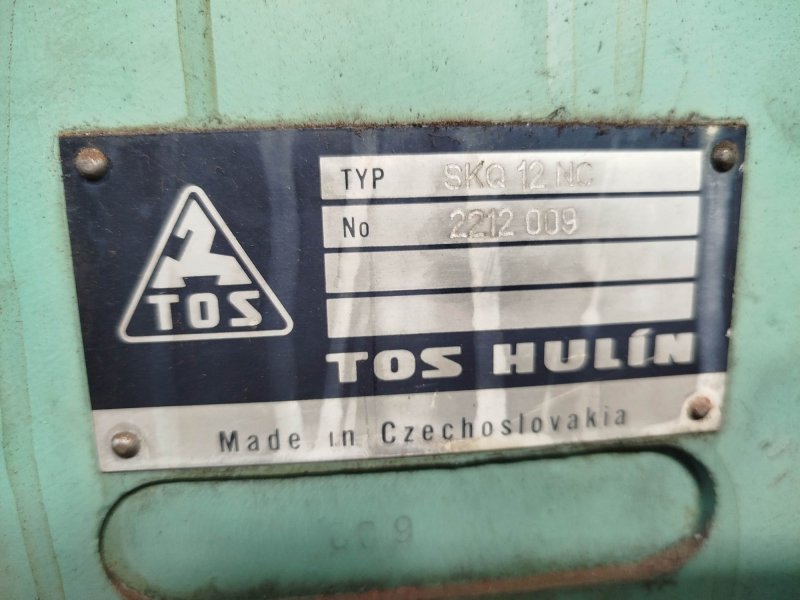 TYP SKQ 12 NC
No 2212 009
TOS
TOS HULÍN
Made in Czechoslovakia